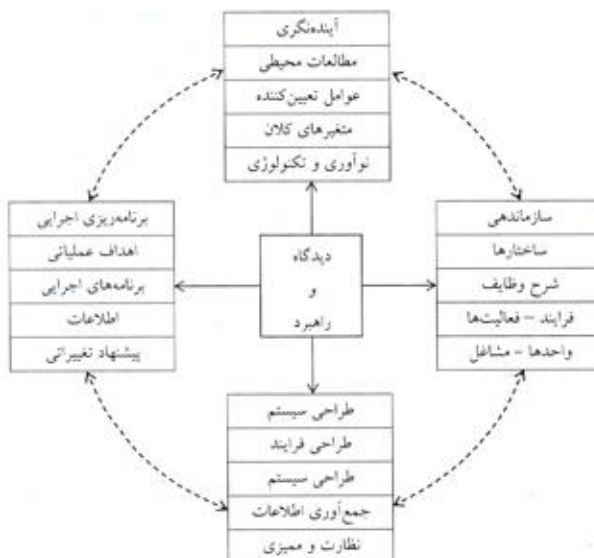 آینده‌نگری
مطالعات محیطی
عوامل تعیین‌کننده
متغیرهای کلان
نوآوری و تکنولوژی
سازماندهی
ساختارها
شرح وظایف
فرایند – فعالیت‌ها
واحدها – مشاغل
دیدگاه
و
راهبرد
برنامه‌ریزی اجرایی
اهداف عملیاتی
برنامه‌های اجرایی
اطلاعات
پیشنهاد تغییراتی
طراحی سیستم
طراحی فرایند
طراحی سیستم
جمع‌آوری اطلاعات
نظارت و ممیزی